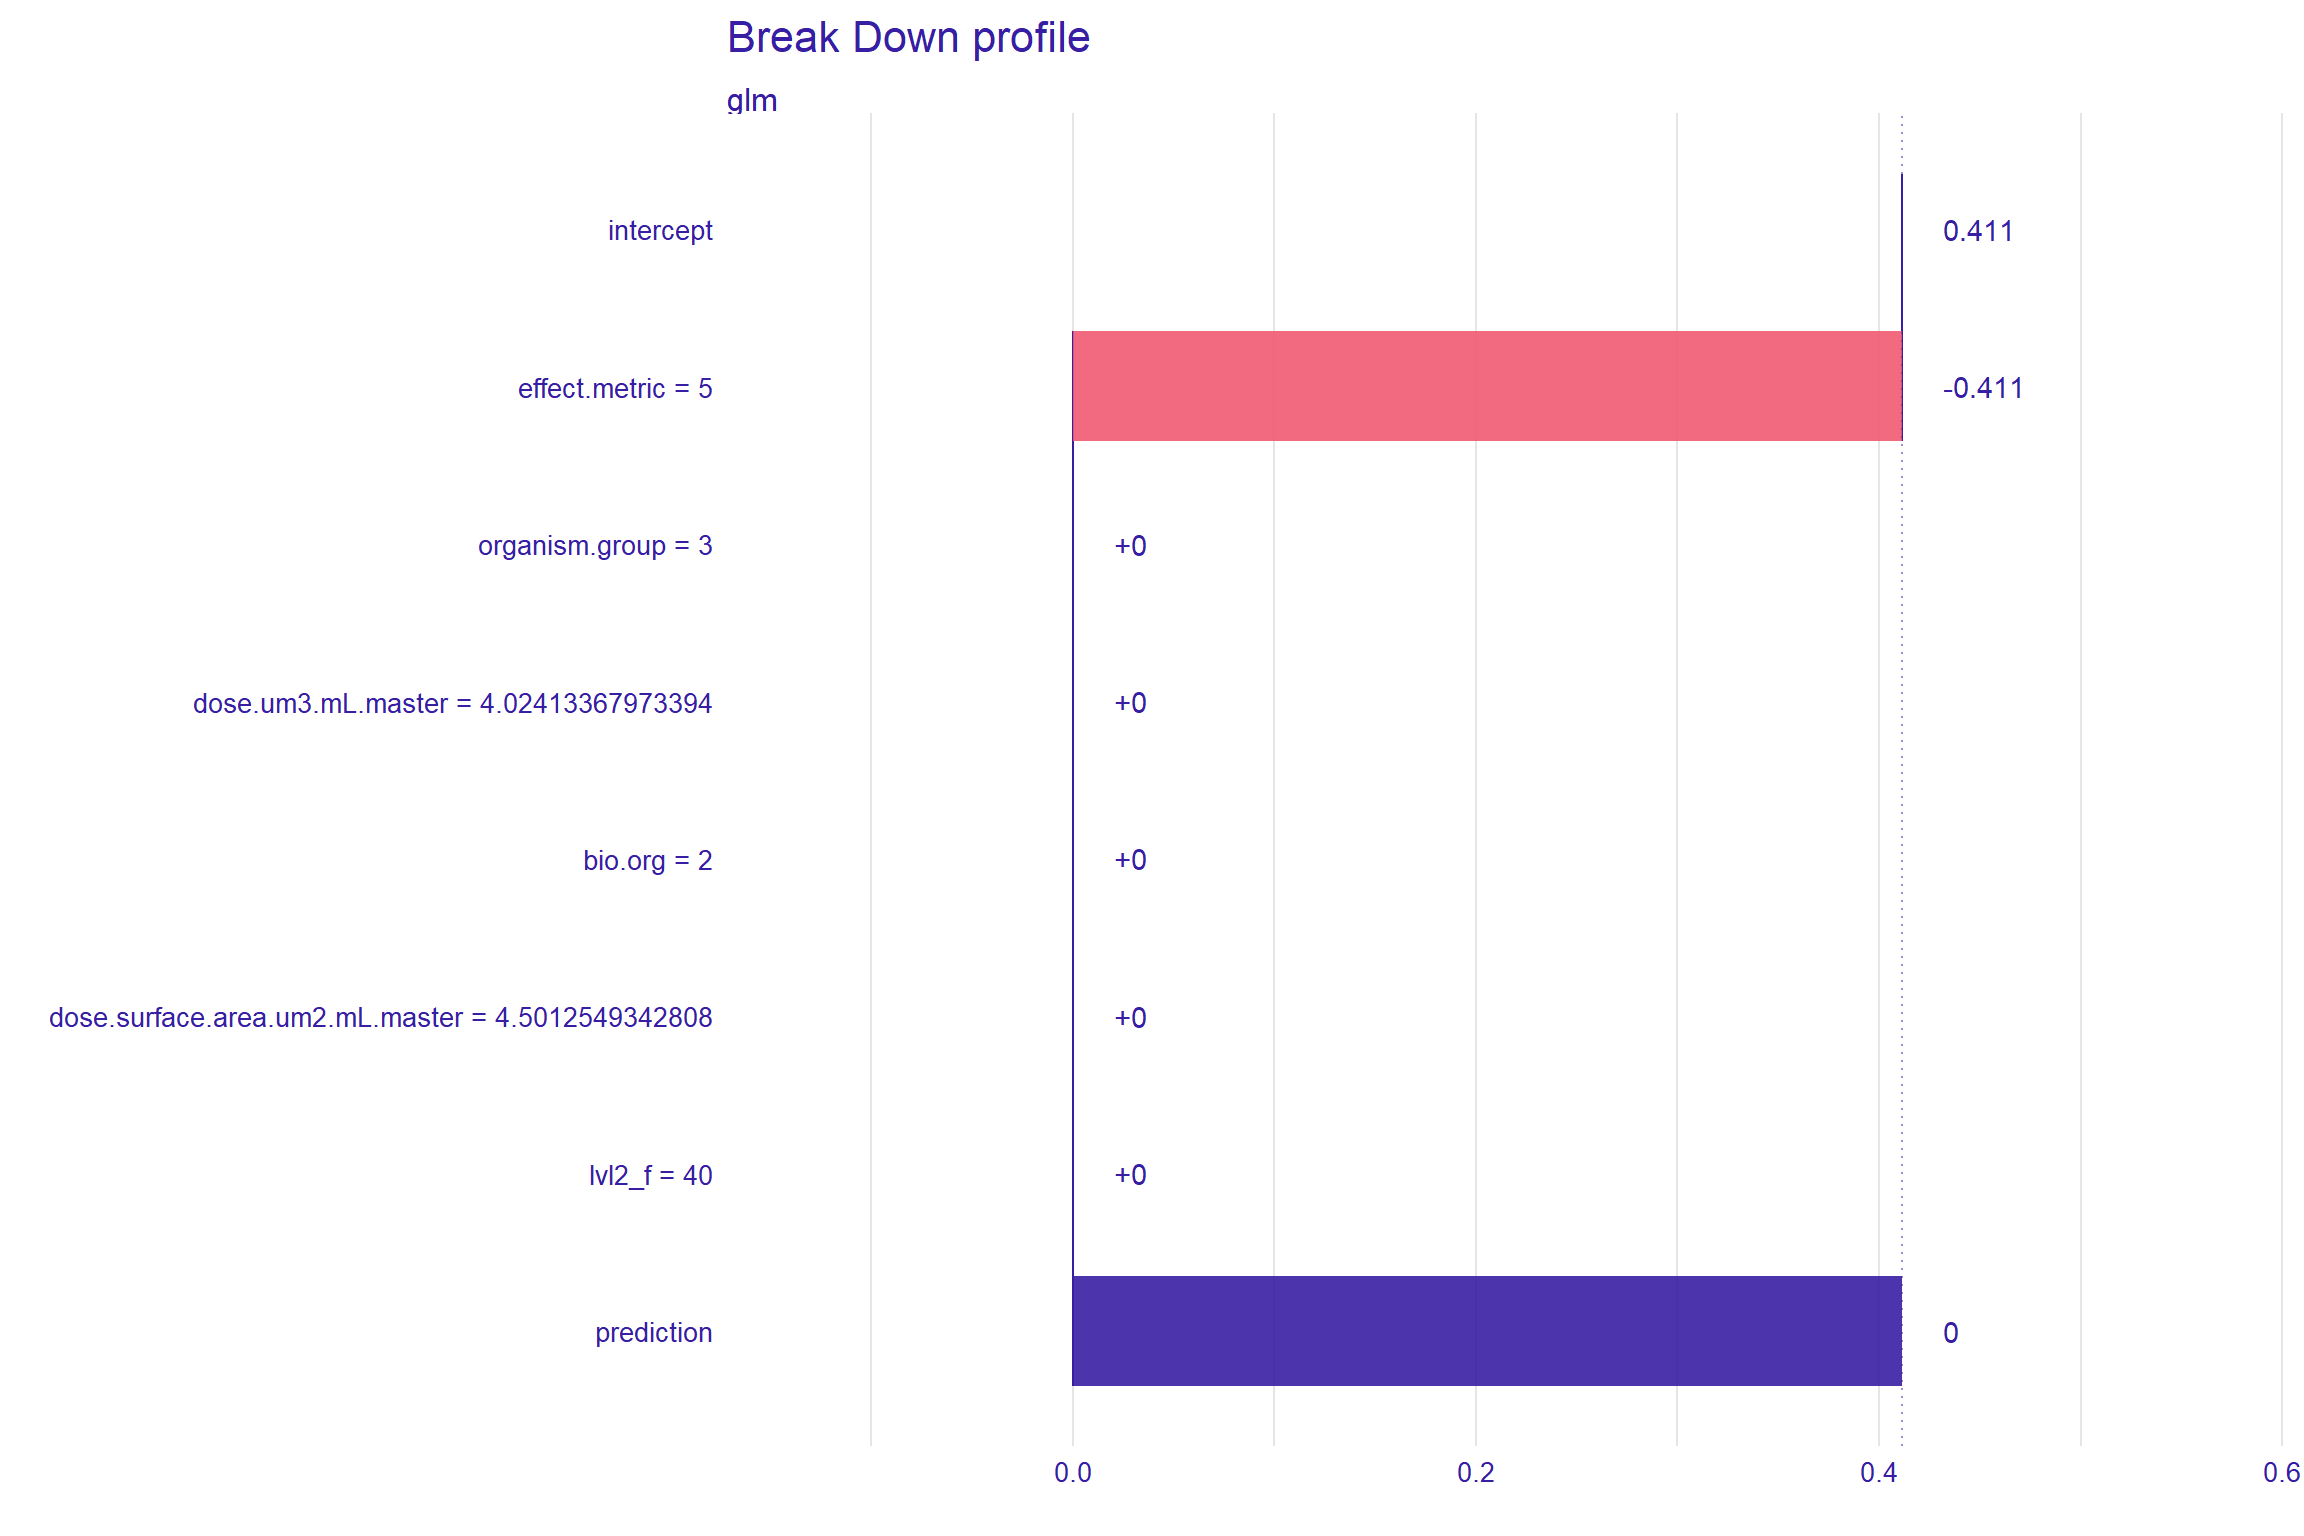 Break Down profile
glm
intercept 0.411
effect.metric = 5 -0.411
organism.group = 3 +0
dose.um3.mL.master = 4.02413367973394 +0
bio.org = 2 +0
dose.surface.area.um2.mL.master = 4.5012549342808 +0
lvl2_f = 40 +0
prediction 0
0.0 0.2 0.4 0.6